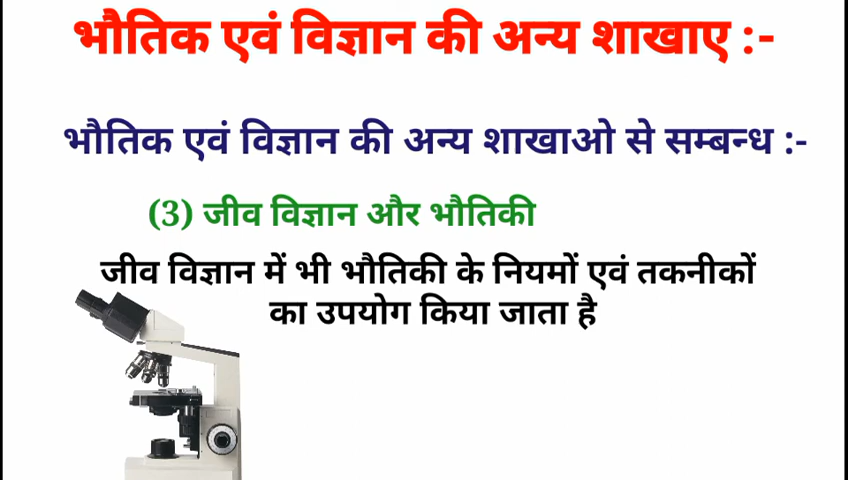 भौतिक एवं विज्ञान की अन्य शाखाए :-
भौतिक एवं विज्ञान की अन्य शाखाओ से सम्बन्ध :-
(3) जीव विज्ञान और भौतिकी
जीव विज्ञान में भी भौतिकी के नियमों एवं तकनीकों
का उपयोग किया जाता है